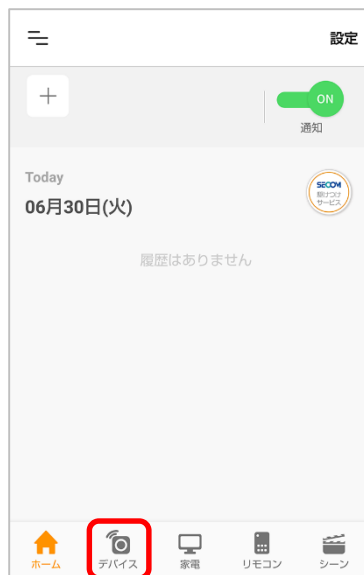 設定
ON
通知
Today
06月30日(火)
SECOM
駆けつけ
サービス
履歴はありません
ホーム
デバイス
家電
リモコン
シーン